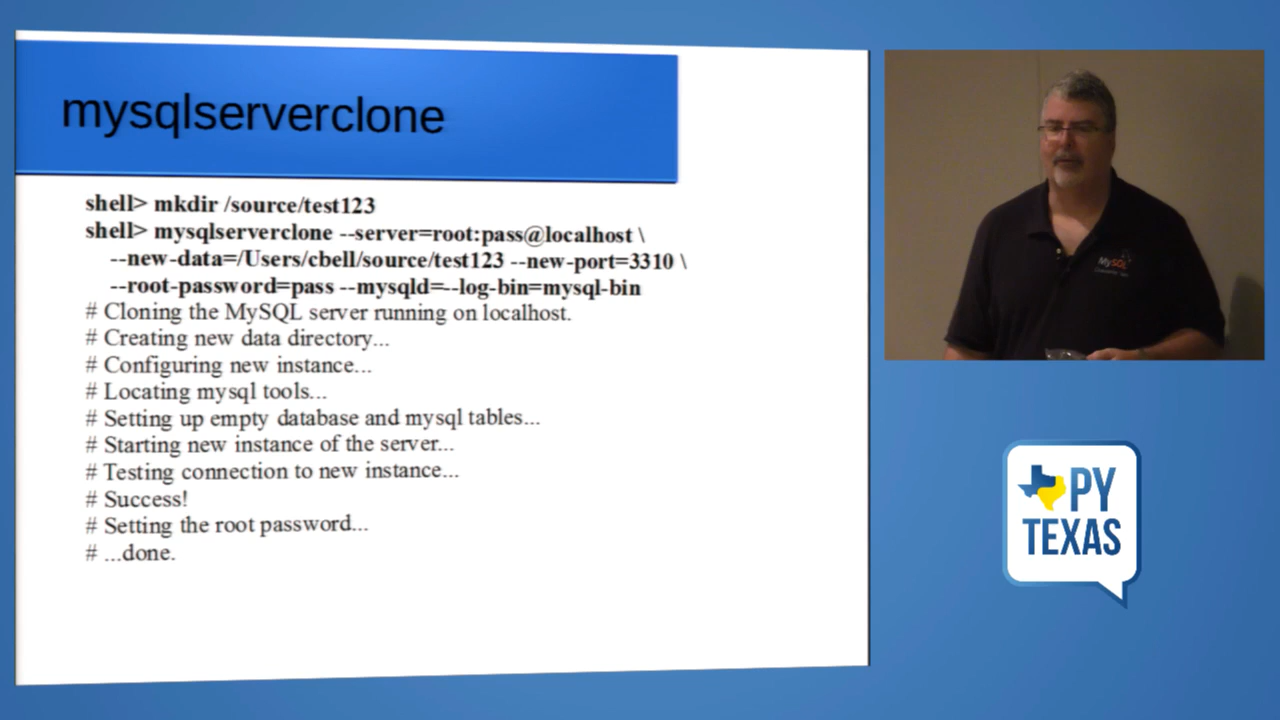 mysqlserverclone
shell> mkdir /source/test123
shell> mysqlserverclone --server=root:pass@localhost \
--new-data=/Users/cbell/source/test123 --new-port=3310 \
--root-password=pass --mysqld=--log-bin=mysql-bin
# Cloning the MySQL server running on localhost.
# Creating new data directory...
# Configuring new instance...
# Locating mysql tools...
# Setting up empty database and mysql tables...
# Starting new instance of the server...
# Testing connection to new instance...
# Success!
# Setting the root password...
# ...done.
MySQL
PY
TEXAS